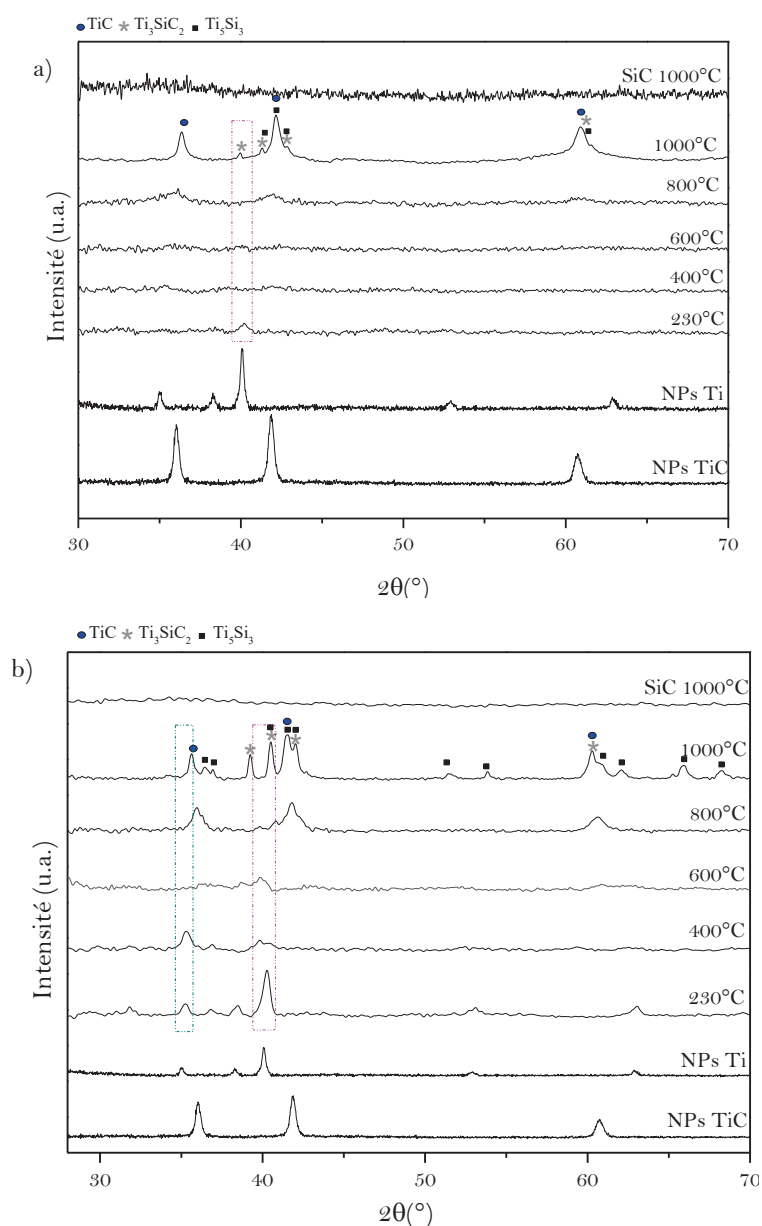 TiC Ti₃SiC₂ Ti₅Si₃
a)
SiC 1000°C
1000°C
800°C
600°C
400°C
230°C
NPs Ti
NPs TiC
Intensité (u.a.)
30 40 50 60 70
2θ(°)
TiC Ti₃SiC₂ Ti₅Si₃
b)
SiC 1000°C
1000°C
800°C
600°C
400°C
230°C
NPs Ti
NPs TiC
Intensité (u.a.)
30 40 50 60 70
2θ(°)